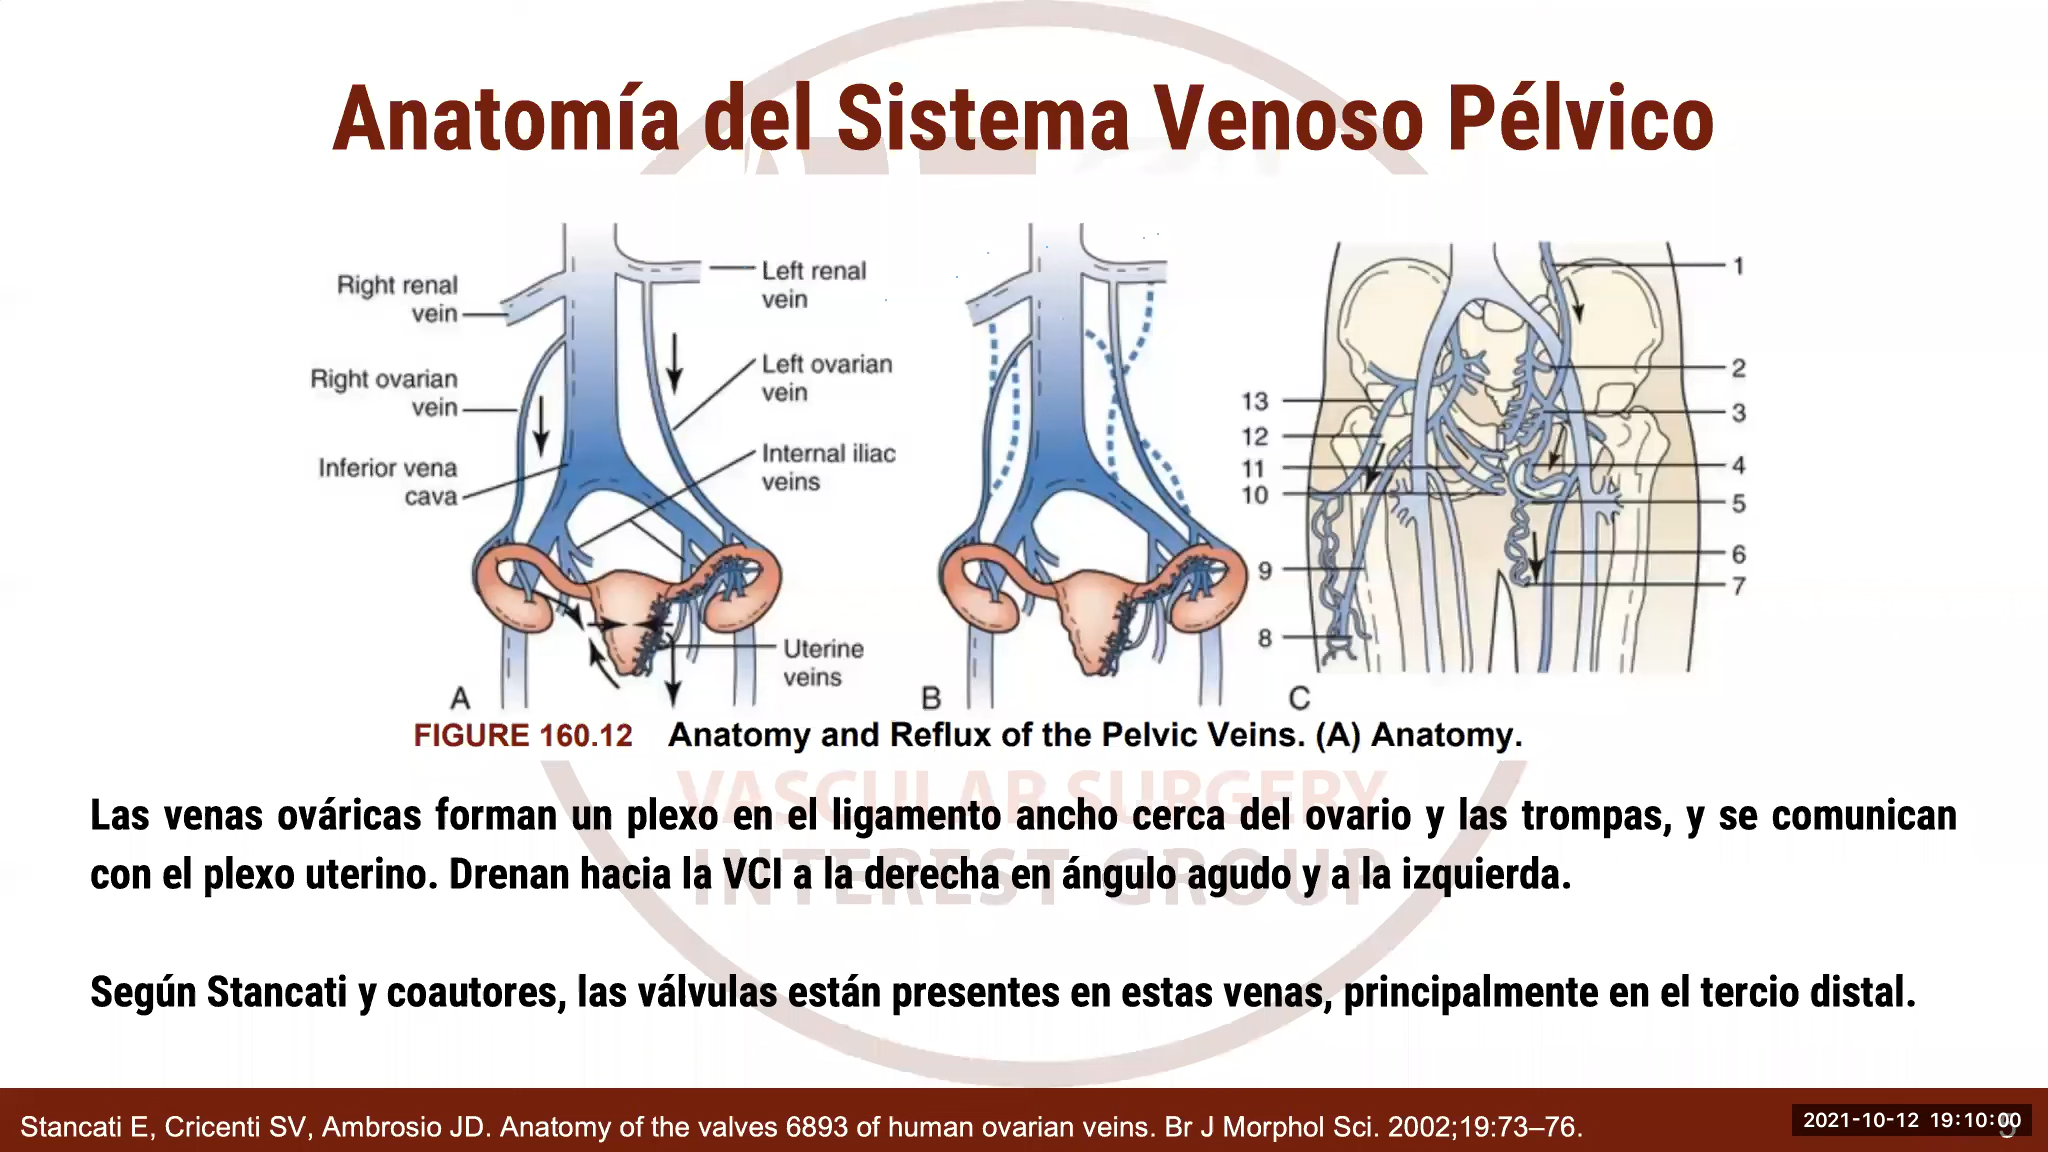 Anatomía del Sistema Venoso Pélvico
Right renal
vein
Right ovarian
vein
Inferior vena
cava
Left renal
vein
Left ovarian
vein
Internal iliac
veins
Uterine
veins
A
B
13
12
11
10
9
8
1
2
3
4
5
6
7
C
FIGURE 160.12 Anatomy and Reflux of the Pelvic Veins. (A) Anatomy.
VASCULAR SURGERY
INTEREST GROUP
Las venas ováricas forman un plexo en el ligamento ancho cerca del ovario y las trompas, y se comunican
con el plexo uterino. Drenan hacia la VCI a la derecha en ángulo agudo y a la izquierda.
Según Stancati y coautores, las válvulas están presentes en estas venas, principalmente en el tercio distal.
Stancati E, Cricenti SV, Ambrosio JD. Anatomy of the valves 6893 of human ovarian veins. Br J Morphol Sci. 2002;19:73–76.
2021-10-12 19:10:00